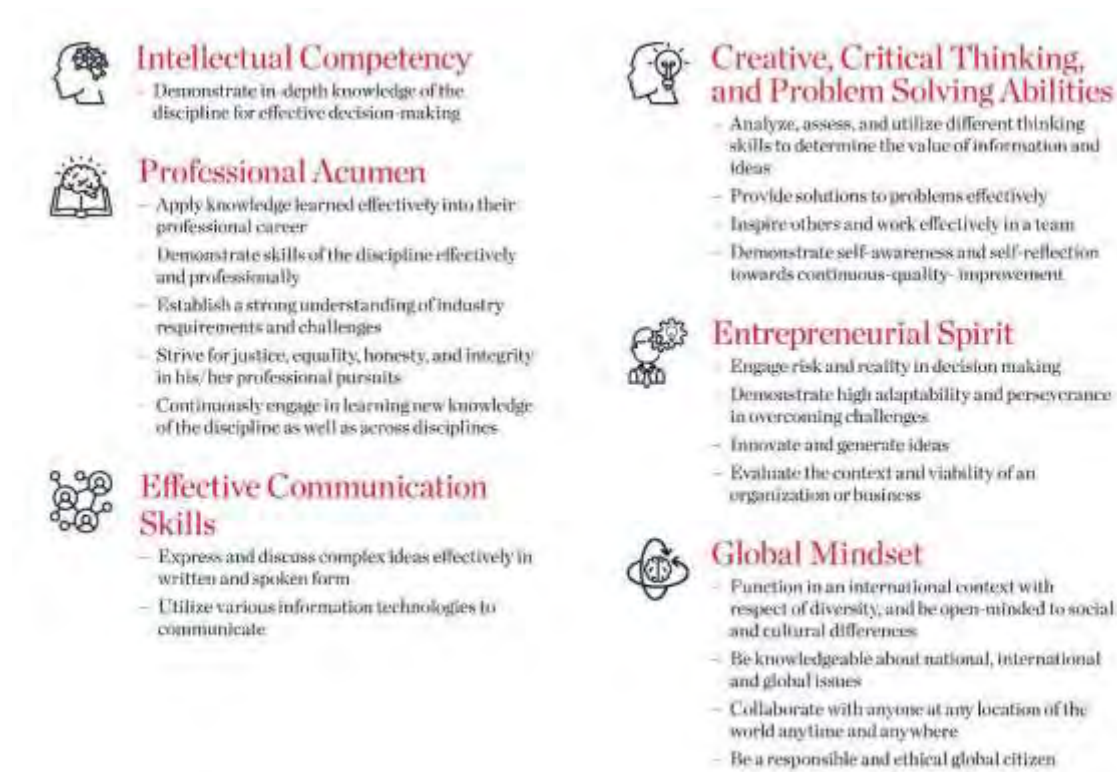 Intellectual Competency
– Demonstrate in-depth knowledge of the
discipline for effective decision-making
Professional Acumen
– Apply knowledge learned effectively into their
professional career
– Demonstrate skills of the discipline effectively
and professionally
– Establish a strong understanding of industry
requirements and challenges
– Strive for justice, equality, honesty, and integrity
in his/her professional pursuits
– Continuously engage in learning new knowledge
of the discipline as well as across disciplines
Effective Communication
Skills
– Express and discuss complex ideas effectively in
written and spoken form
– Utilize various information technologies to
communicate
Creative, Critical Thinking,
and Problem Solving Abilities
– Analyze, assess, and utilize different thinking
skills to determine the value of information and
ideas
– Provide solutions to problems effectively
– Inspire others and work effectively in a team
– Demonstrate self-awareness and self-reflection
towards continuous-quality- improvement
Entrepreneurial Spirit
– Engage risk and reality in decision making
– Demonstrate high adaptability and perseverance
in overcoming challenges
– Innovate and generate ideas
– Evaluate the context and viability of an
organization or business
Global Mindset
– Function in an international context with
respect of diversity, and be open-minded to social
and cultural differences
– Be knowledgeable about national, international
and global issues
– Collaborate with anyone at any location of the
world anytime and anywhere
– Be a responsible and ethical global citizen